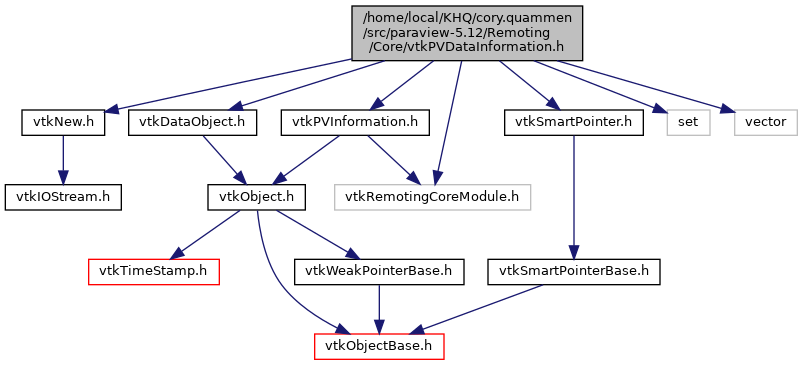 /home/local/KHQ/cory.quammen
/src/paraview-5.12/Remoting
/Core/vtkPVDataInformation.h
vtkNew.h
vtkDataObject.h
vtkPVInformation.h
vtkSmartPointer.h
set
vector
vtkIOStream.h
vtkObject.h
vtkRemotingCoreModule.h
vtkTimeStamp.h
vtkWeakPointerBase.h
vtkSmartPointerBase.h
vtkObjectBase.h